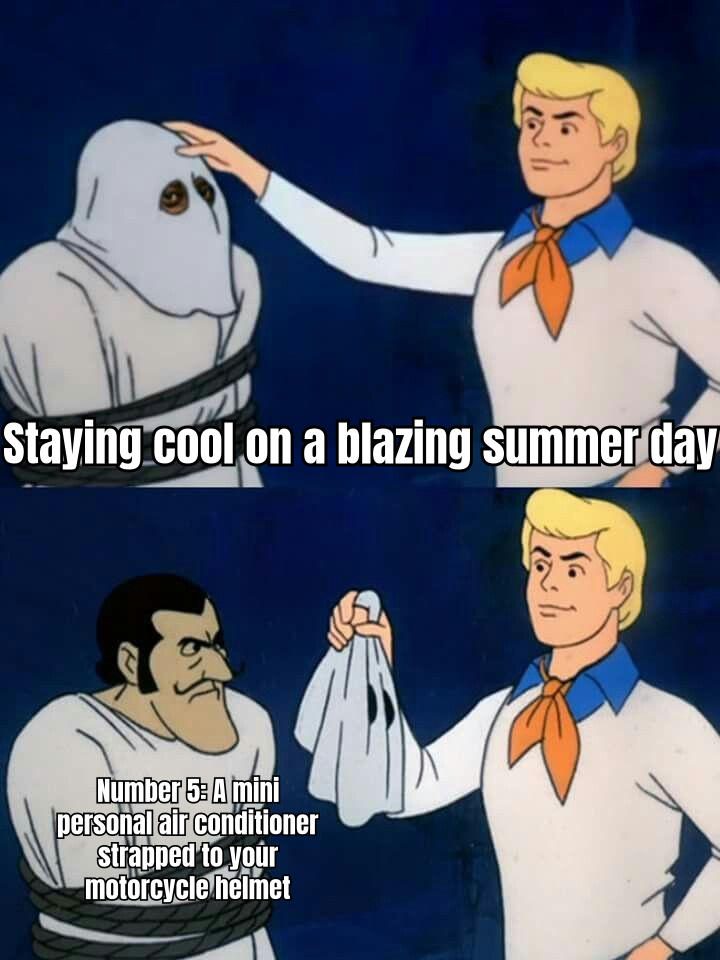 Staying cool on a blazing summer day
Number 5: A mini
personal air conditioner
strapped to your
motorcycle helmet